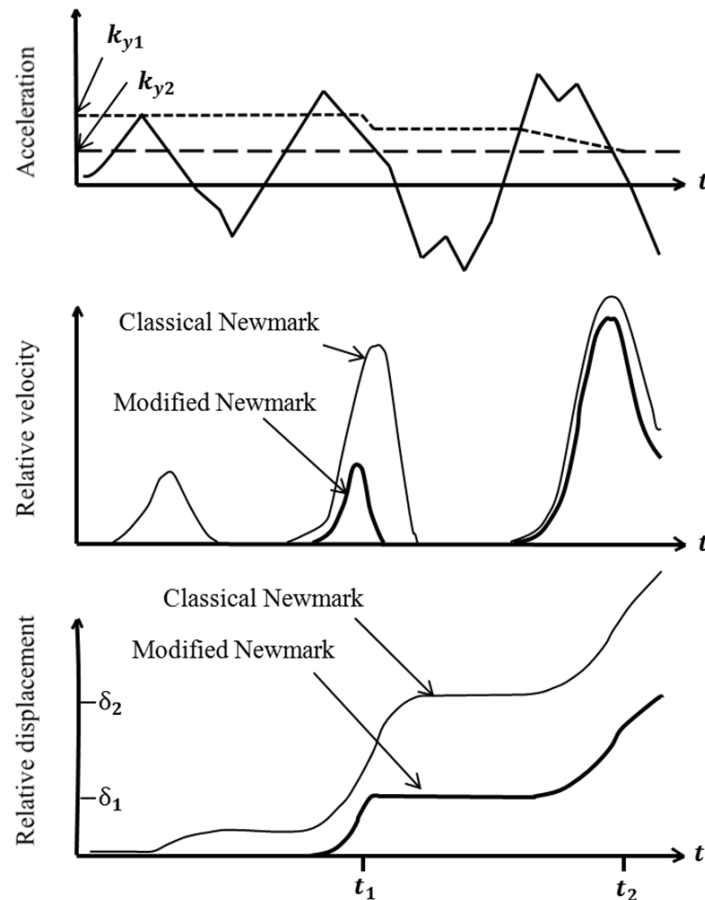 k_y1
k_y2
Acceleration
t
Classical Newmark
Modified Newmark
Relative velocity
t
Classical Newmark
Modified Newmark
Relative displacement
δ2
δ1
t
t1
t2